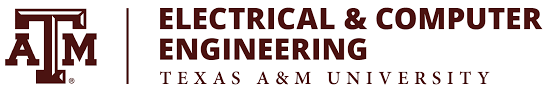 ATM®
ELECTRICAL & COMPUTER
ENGINEERING
TEXAS A&M UNIVERSITY